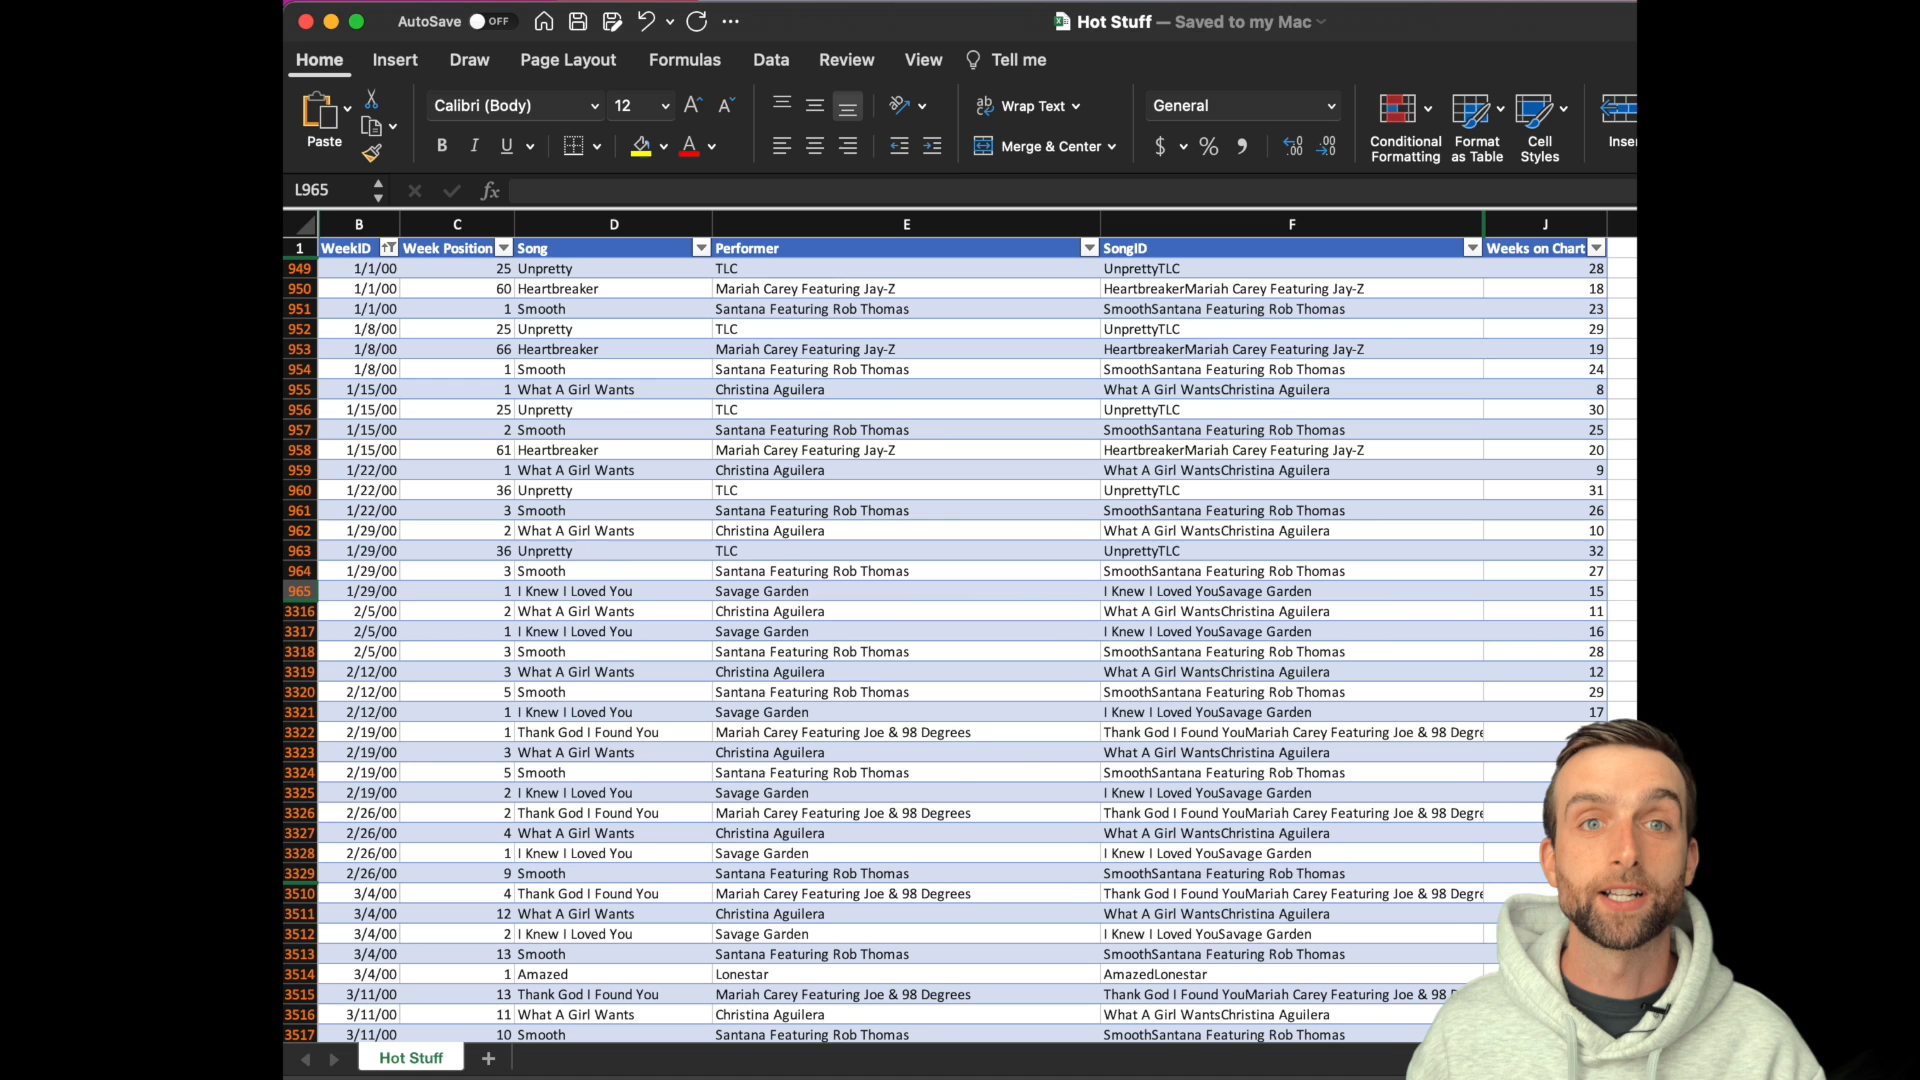 AutoSave OFF Hot Stuff — Saved to my Mac
Home Insert Draw Page Layout Formulas Data Review View Tell me
Paste Calibri (Body) 12 Wrap Text General
B I U A Merge & Center $ % Conditional Formatting Format as Table Cell Styles Inser
L965 fx
B C D E F J
1 WeekID Week Position Song Performer SongID Weeks on Chart
949 1/1/00 25 Unpretty TLC UnprettyTLC 28
950 1/1/00 60 Heartbreaker Mariah Carey Featuring Jay-Z HeartbreakerMariah Carey Featuring Jay-Z 18
951 1/1/00 1 Smooth Santana Featuring Rob Thomas SmoothSantana Featuring Rob Thomas 23
952 1/8/00 25 Unpretty TLC UnprettyTLC 29
953 1/8/00 66 Heartbreaker Mariah Carey Featuring Jay-Z HeartbreakerMariah Carey Featuring Jay-Z 19
954 1/8/00 1 Smooth Santana Featuring Rob Thomas SmoothSantana Featuring Rob Thomas 24
955 1/15/00 1 What A Girl Wants Christina Aguilera What A Girl WantsChristina Aguilera 8
956 1/15/00 25 Unpretty TLC UnprettyTLC 30
957 1/15/00 2 Smooth Santana Featuring Rob Thomas SmoothSantana Featuring Rob Thomas 25
958 1/15/00 61 Heartbreaker Mariah Carey Featuring Jay-Z HeartbreakerMariah Carey Featuring Jay-Z 20
959 1/22/00 1 What A Girl Wants Christina Aguilera What A Girl WantsChristina Aguilera 9
960 1/22/00 36 Unpretty TLC UnprettyTLC 31
961 1/22/00 3 Smooth Santana Featuring Rob Thomas SmoothSantana Featuring Rob Thomas 26
962 1/29/00 2 What A Girl Wants Christina Aguilera What A Girl WantsChristina Aguilera 10
963 1/29/00 36 Unpretty TLC UnprettyTLC 32
964 1/29/00 3 Smooth Santana Featuring Rob Thomas SmoothSantana Featuring Rob Thomas 27
965 1/29/00 1 I Knew I Loved You Savage Garden I Knew I Loved YouSavage Garden 15
3316 2/5/00 2 What A Girl Wants Christina Aguilera What A Girl WantsChristina Aguilera 11
3317 2/5/00 1 I Knew I Loved You Savage Garden I Knew I Loved YouSavage Garden 16
3318 2/5/00 3 Smooth Santana Featuring Rob Thomas SmoothSantana Featuring Rob Thomas 28
3319 2/12/00 3 What A Girl Wants Christina Aguilera What A Girl WantsChristina Aguilera 12
3320 2/12/00 5 Smooth Santana Featuring Rob Thomas SmoothSantana Featuring Rob Thomas 29
3321 2/12/00 1 I Knew I Loved You Savage Garden I Knew I Loved YouSavage Garden 17
3322 2/19/00 1 Thank God I Found You Mariah Carey Featuring Joe & 98 Degrees Thank God I Found YouMariah Carey Featuring Joe & 98 Degre
3323 2/19/00 3 What A Girl Wants Christina Aguilera What A Girl WantsChristina Aguilera
3324 2/19/00 5 Smooth Santana Featuring Rob Thomas SmoothSantana Featuring Rob Thomas
3325 2/19/00 2 I Knew I Loved You Savage Garden I Knew I Loved YouSavage Garden
3326 2/26/00 2 Thank God I Found You Mariah Carey Featuring Joe & 98 Degrees Thank God I Found YouMariah Carey Featuring Joe & 98 Degre
3327 2/26/00 4 What A Girl Wants Christina Aguilera What A Girl WantsChristina Aguilera
3328 2/26/00 1 I Knew I Loved You Savage Garden I Knew I Loved YouSavage Garden
3329 2/26/00 9 Smooth Santana Featuring Rob Thomas SmoothSantana Featuring Rob Thomas
3510 3/4/00 4 Thank God I Found You Mariah Carey Featuring Joe & 98 Degrees Thank God I Found YouMariah Carey Featuring Joe & 98 Degre
3511 3/4/00 12 What A Girl Wants Christina Aguilera What A Girl WantsChristina Aguilera
3512 3/4/00 2 I Knew I Loved You Savage Garden I Knew I Loved YouSavage Garden
3513 3/4/00 13 Smooth Santana Featuring Rob Thomas SmoothSantana Featuring Rob Thomas
3514 3/4/00 1 Amazed Lonestar AmazedLonestar
3515 3/11/00 13 Thank God I Found You Mariah Carey Featuring Joe & 98 Degrees Thank God I Found YouMariah Carey Featuring Joe & 98 D
3516 3/11/00 11 What A Girl Wants Christina Aguilera What A Girl WantsChristina Aguilera
3517 3/11/00 10 Smooth Santana Featuring Rob Thomas SmoothSantana Featuring Rob Thomas
Hot Stuff